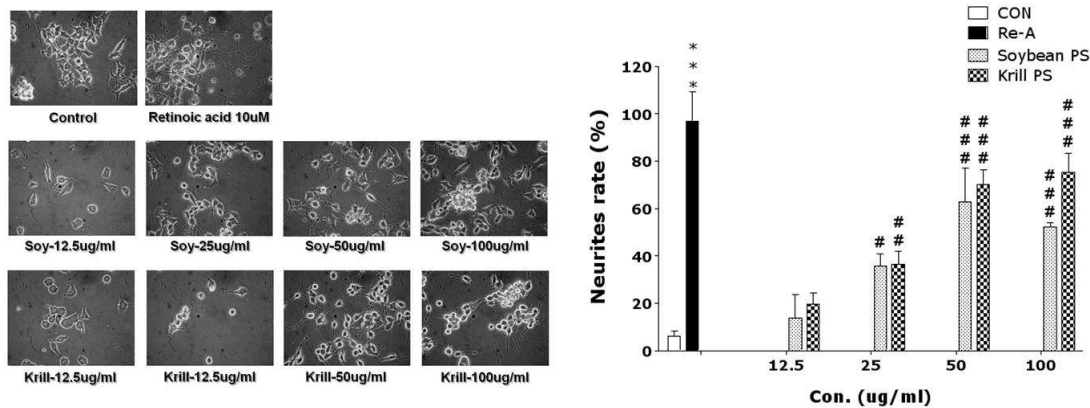 Control Retinoic acid 10uM
Soy-12.5ug/ml Soy-25ug/ml Soy-50ug/ml Soy-100ug/ml
Krill-12.5ug/ml Krill-12.5ug/ml Krill-50ug/ml Krill-100ug/ml
CON
Re-A
Soybean PS
Krill PS
Neurites rate (%)
120
100
80
60
40
20
0
* * *
#
# #
# # #
# # #
# # #
# # #
12.5 25 50 100
Con. (ug/ml)